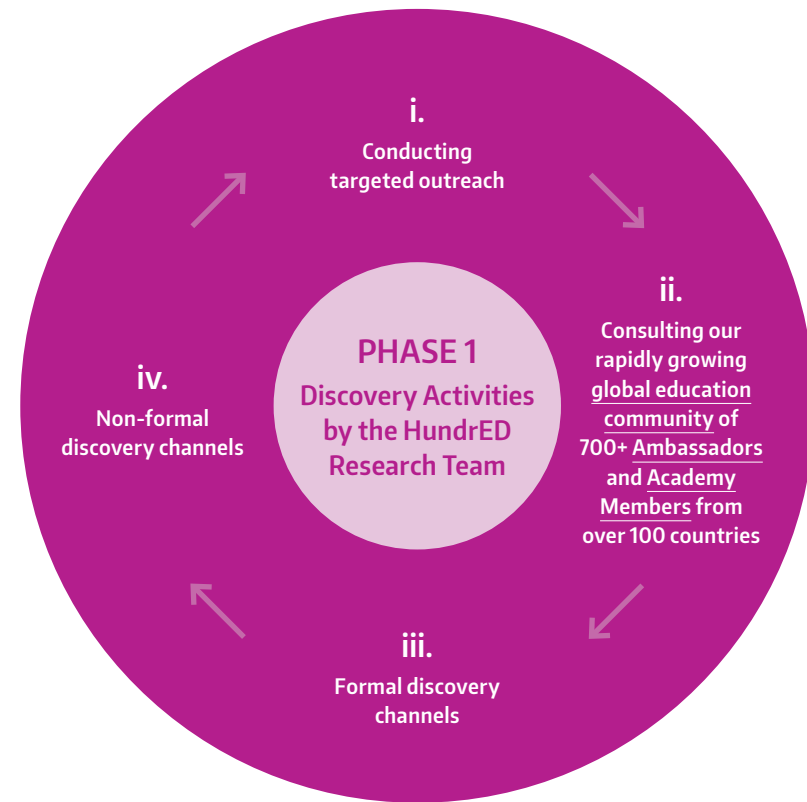 i.
Conducting
targeted outreach
ii.
Consulting our
rapidly growing
global education
community of
700+ Ambassadors
and Academy
Members from
over 100 countries
iii.
Formal discovery
channels
iv.
Non-formal
discovery channels
PHASE 1
Discovery Activities
by the HundrED
Research Team